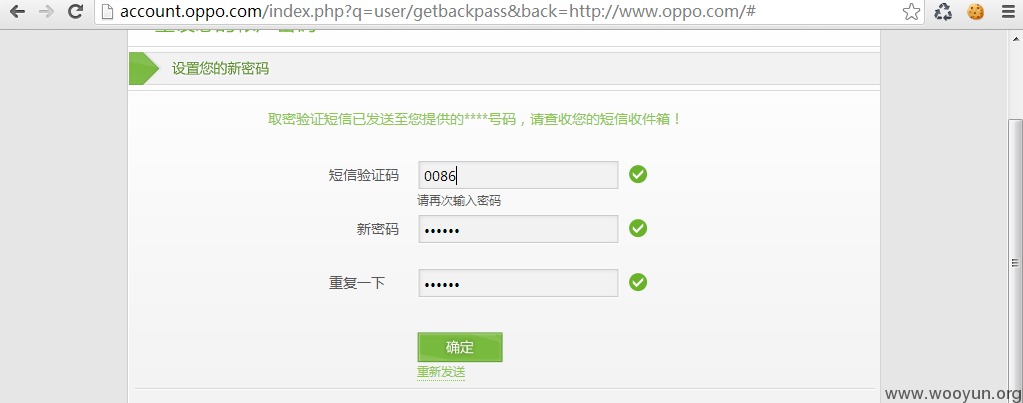 account.oppo.com/index.php?q=user/getbackpass&back=http://www.oppo.com/#
设置您的新密码
取密验证短信已发送至您提供的****号码，请查收您的短信收件箱！
短信验证码 0086
请再次输入密码
新密码 ••••••
重复一下 ••••••
确定
重新发送
www.wooyun.org